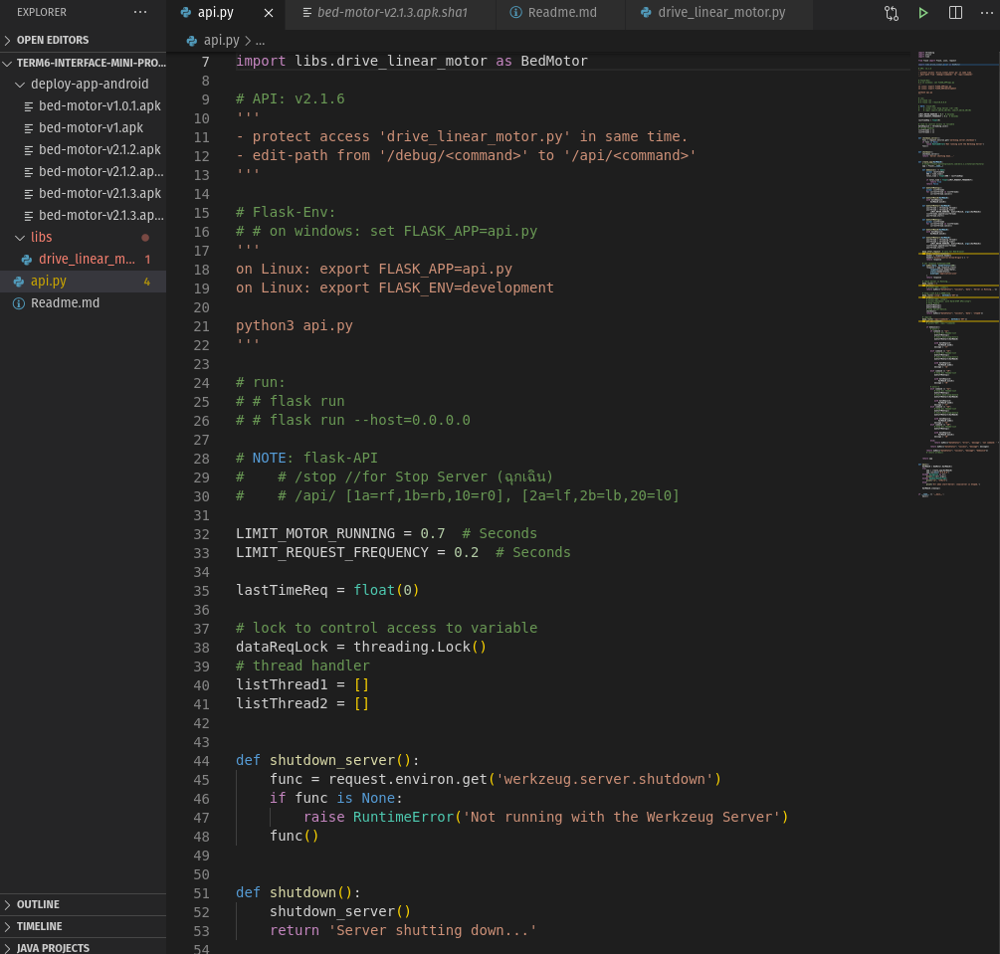 EXPLORER
OPEN EDITORS
TERM6-INTERFACE-MINI-PRO...
deploy-app-android
bed-motor-v1.0.1.apk
bed-motor-v1.apk
bed-motor-v2.1.2.apk
bed-motor-v2.1.2.ap...
bed-motor-v2.1.3.apk
bed-motor-v2.1.3.ap...
libs
drive_linear_m... 1
api.py 4
Readme.md
OUTLINE
TIMELINE
JAVA PROJECTS
api.py
bed-motor-v2.1.3.apk.sha1
Readme.md
drive_linear_motor.py
api.py > ...
7 import libs.drive_linear_motor as BedMotor
8
9 # API: v2.1.6
10 '''
11 - protect access 'drive_linear_motor.py' in same time.
12 - edit-path from '/debug/<command>' to '/api/<command>'
13 '''
14
15 # Flask-Env:
16 # # on windows: set FLASK_APP=api.py
17 '''
18 on Linux: export FLASK_APP=api.py
19 on Linux: export FLASK_ENV=development
20
21 python3 api.py
22 '''
23
24 # run:
25 # # flask run
26 # # flask run --host=0.0.0.0
27
28 # NOTE: flask-API
29 #    # /stop //for Stop Server (ฉุกเฉิน)
30 #    # /api/ [1a=rf,1b=rb,10=r0], [2a=lf,2b=lb,20=l0]
31
32 LIMIT_MOTOR_RUNNING = 0.7  # Seconds
33 LIMIT_REQUEST_FREQUENCY = 0.2  # Seconds
34
35 lastTimeReq = float(0)
36
37 # lock to control access to variable
38 dataReqLock = threading.Lock()
39 # thread handler
40 listThread1 = []
41 listThread2 = []
42
43
44 def shutdown_server():
45     func = request.environ.get('werkzeug.server.shutdown')
46     if func is None:
47         raise RuntimeError('Not running with the Werkzeug Server')
48     func()
49
50
51 def shutdown():
52     shutdown_server()
53     return 'Server shutting down...'
54